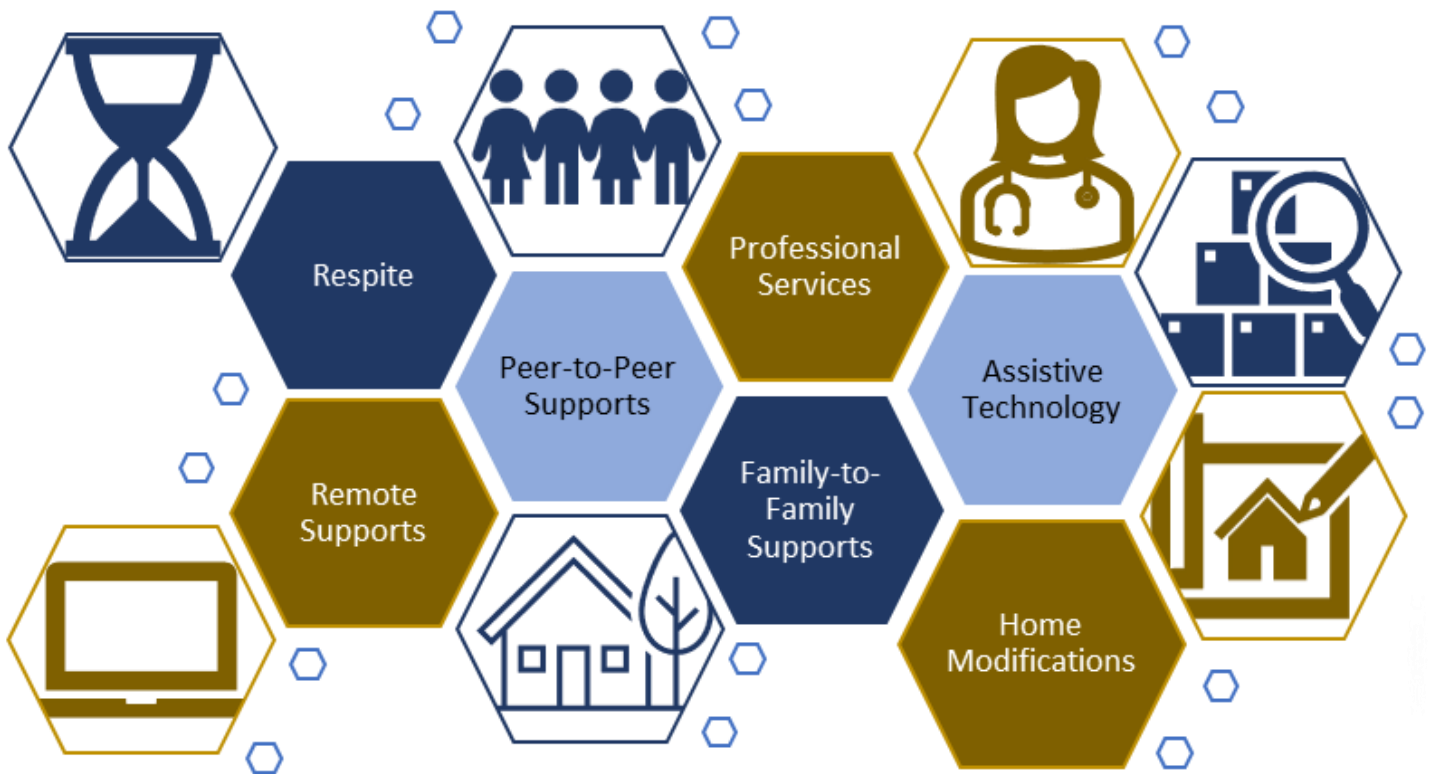 Respite
Peer-to-Peer
Supports
Professional
Services
Assistive
Technology
Remote
Supports
Family-to-
Family
Supports
Home
Modifications